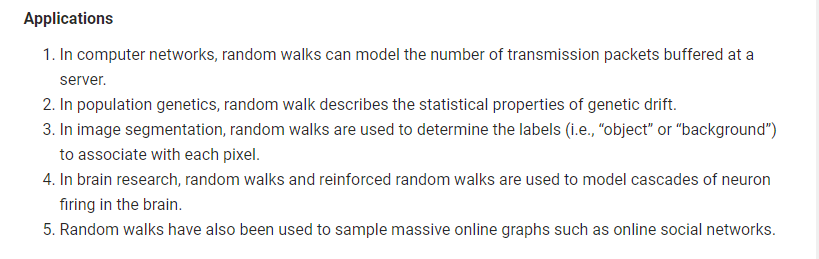 Applications
1. In computer networks, random walks can model the number of transmission packets buffered at a
server.
2. In population genetics, random walk describes the statistical properties of genetic drift.
3. In image segmentation, random walks are used to determine the labels (i.e., “object” or “background”)
to associate with each pixel.
4. In brain research, random walks and reinforced random walks are used to model cascades of neuron
firing in the brain.
5. Random walks have also been used to sample massive online graphs such as online social networks.